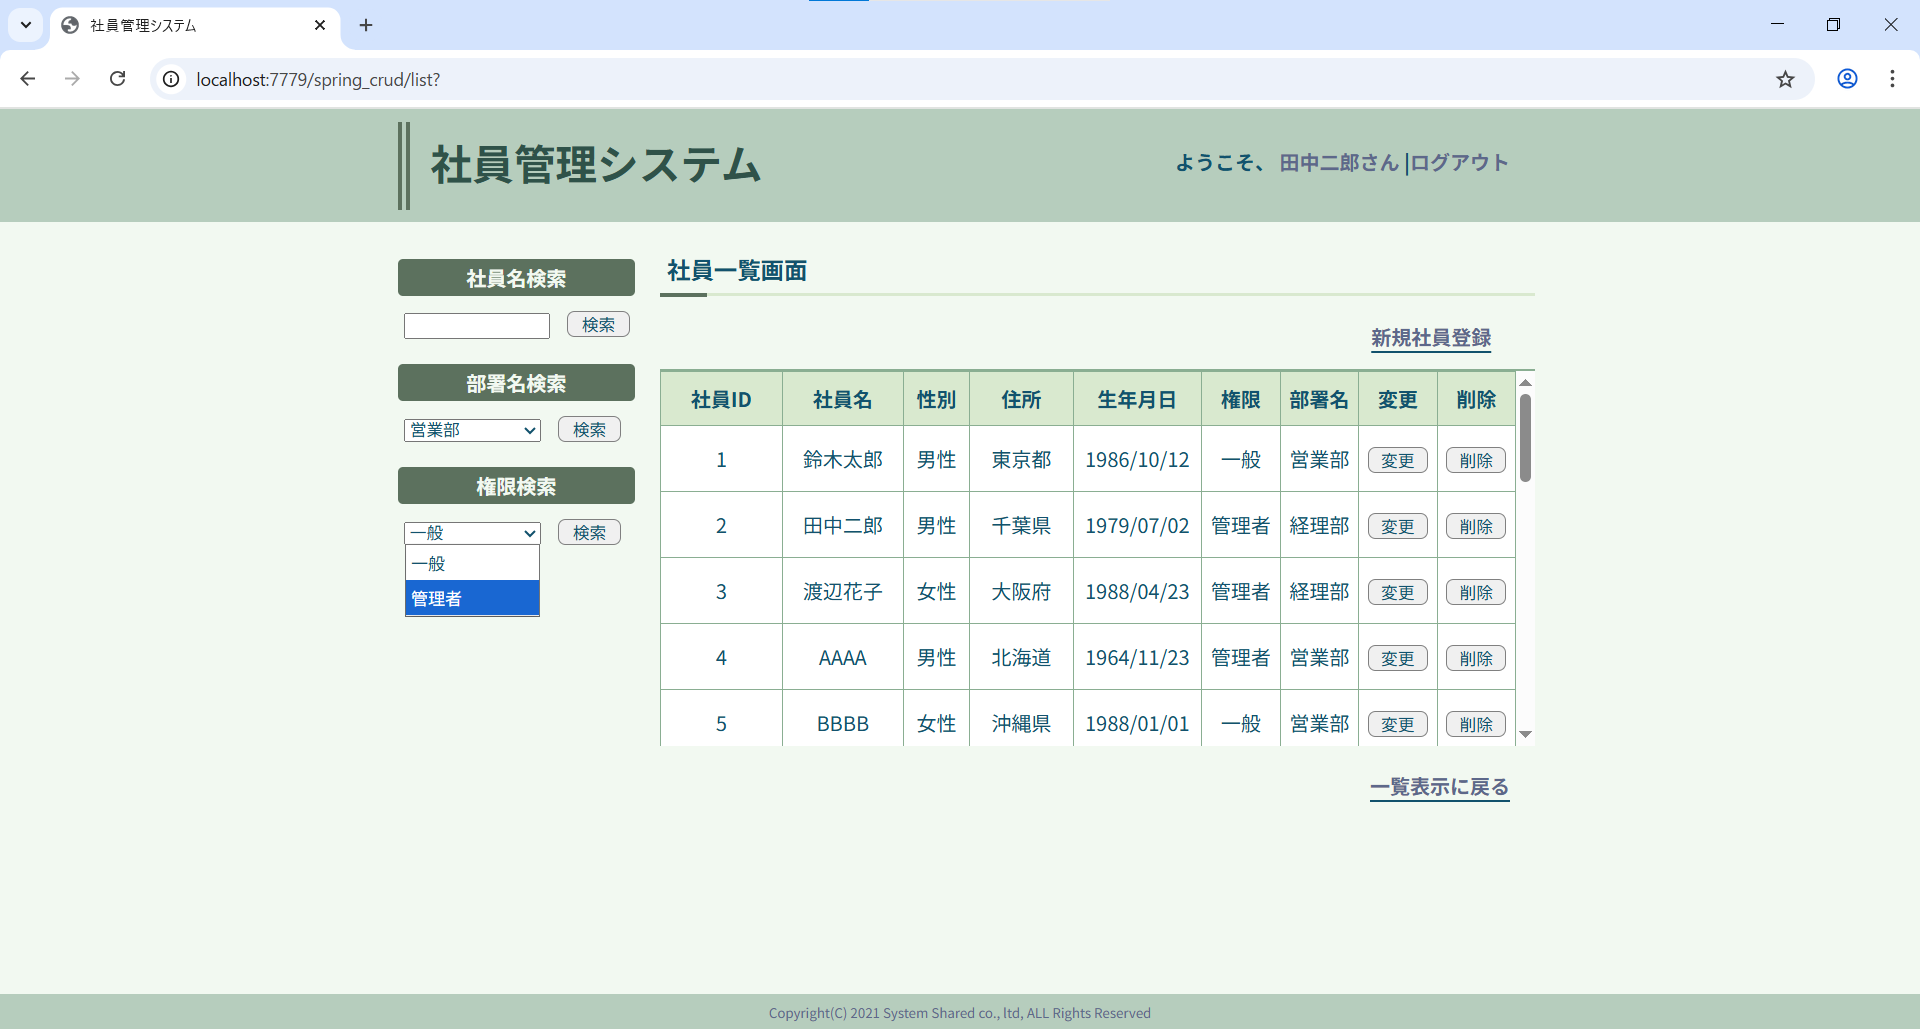 社員管理システム
localhost:7779/spring_crud/list?
社員管理システム
ようこそ、 田中二郎さん |ログアウト
社員名検索
検索
部署名検索
営業部 検索
権限検索
一般 検索
一般
管理者
社員一覧画面
新規社員登録
社員ID 社員名 性別 住所 生年月日 権限 部署名 変更 削除
1 鈴木太郎 男性 東京都 1986/10/12 一般 営業部 変更 削除
2 田中二郎 男性 千葉県 1979/07/02 管理者 経理部 変更 削除
3 渡辺花子 女性 大阪府 1988/04/23 管理者 経理部 変更 削除
4 AAAA 男性 北海道 1964/11/23 管理者 営業部 変更 削除
5 BBBB 女性 沖縄県 1988/01/01 一般 営業部 変更 削除
一覧表示に戻る
Copyright(C) 2021 System Shared co., ltd, ALL Rights Reserved